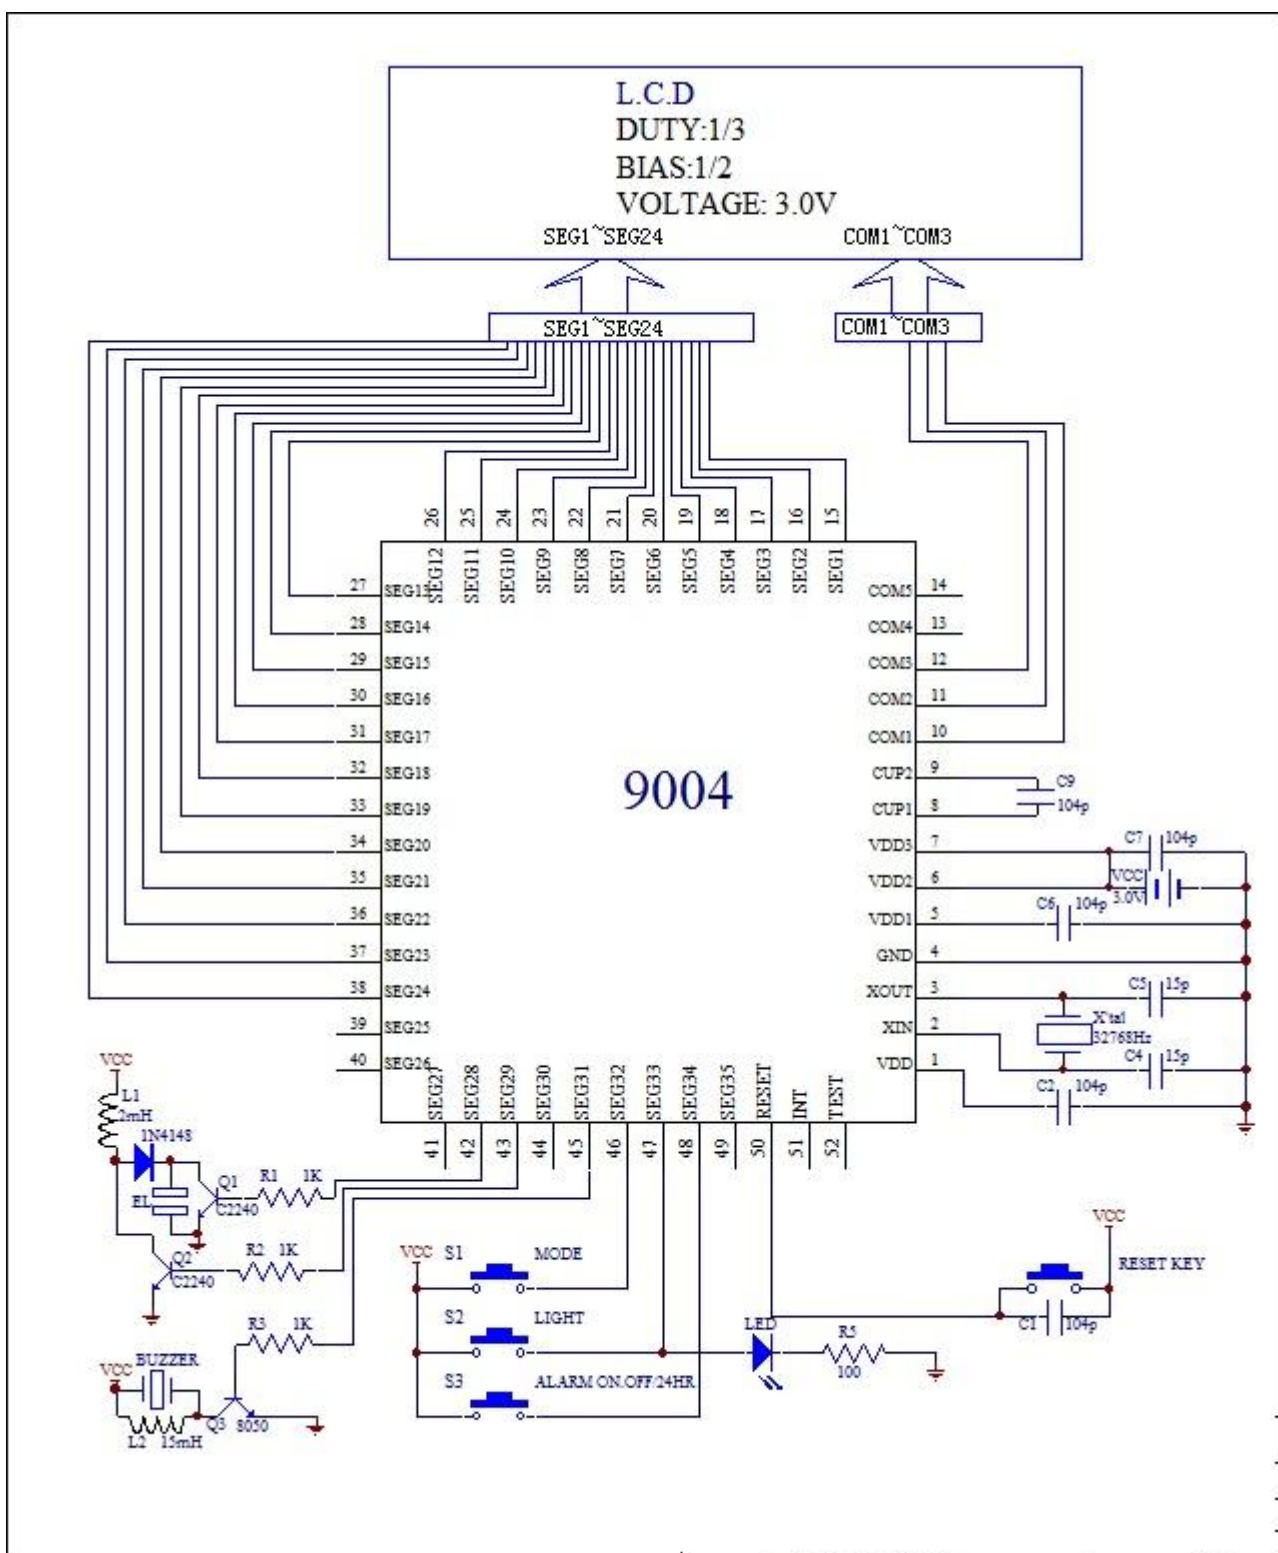 L.C.D
DUTY:1/3
BIAS:1/2
VOLTAGE: 3.0V
SEG1~SEG24 COM1~COM3
SEG1~SEG24 COM1~COM3
26 25 24 23 22 21 20 19 18 17 16 15
SEG12 SEG11 SEG10 SEG9 SEG8 SEG7 SEG6 SEG5 SEG4 SEG3 SEG2 SEG1
27 SEG13 COM5 14
28 SEG14 COM4 13
29 SEG15 COM3 12
30 SEG16 COM2 11
31 SEG17 COM1 10
32 SEG18 CUP2 9
C9
104p
33 SEG19 CUP1 8
9004
34 SEG20 VDD3 7 C7 104p
35 SEG21 VDD2 6 VCC
3.0V
36 SEG22 VDD1 5 C6 104p
37 SEG23 GND 4
38 SEG24 XOUT 3 C5 15p
39 SEG25 XIN 2 X'tal
32768Hz
40 SEG26 VDD 1 C4 15p
C2 104p
SEG27 SEG28 SEG29 SEG30 SEG31 SEG32 SEG33 SEG34 SEG35 RESET INT TEST
41 42 43 44 45 46 47 48 49 50 51 52
VCC
L1
2mH
1N4148
EL
Q1
C2240
R1 1K
Q2
C2240
R2 1K
R3 1K
VCC
BUZZER
L2 15mH
Q3 8050
VCC S1 MODE
S2 LIGHT
S3 ALARM ON.OFF/24HR
LED
R5
100
VCC
RESET KEY
C1 104p